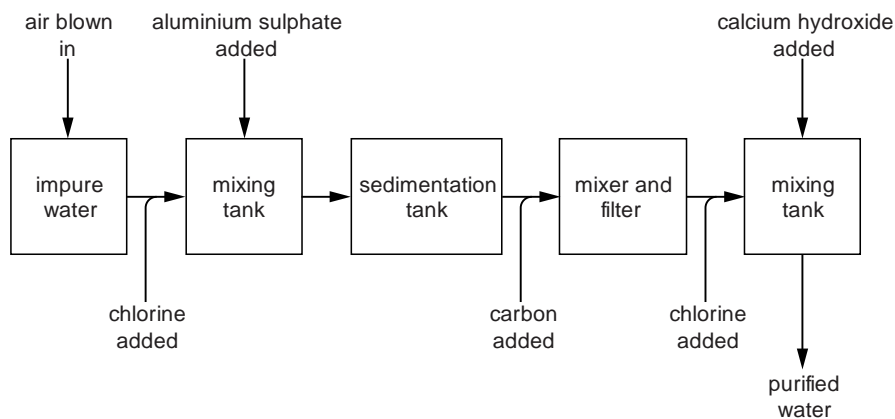 air blown
in
aluminium sulphate
added
calcium hydroxide
added
impure
water
mixing
tank
sedimentation
tank
mixer and
filter
mixing
tank
chlorine
added
carbon
added
chlorine
added
purified
water